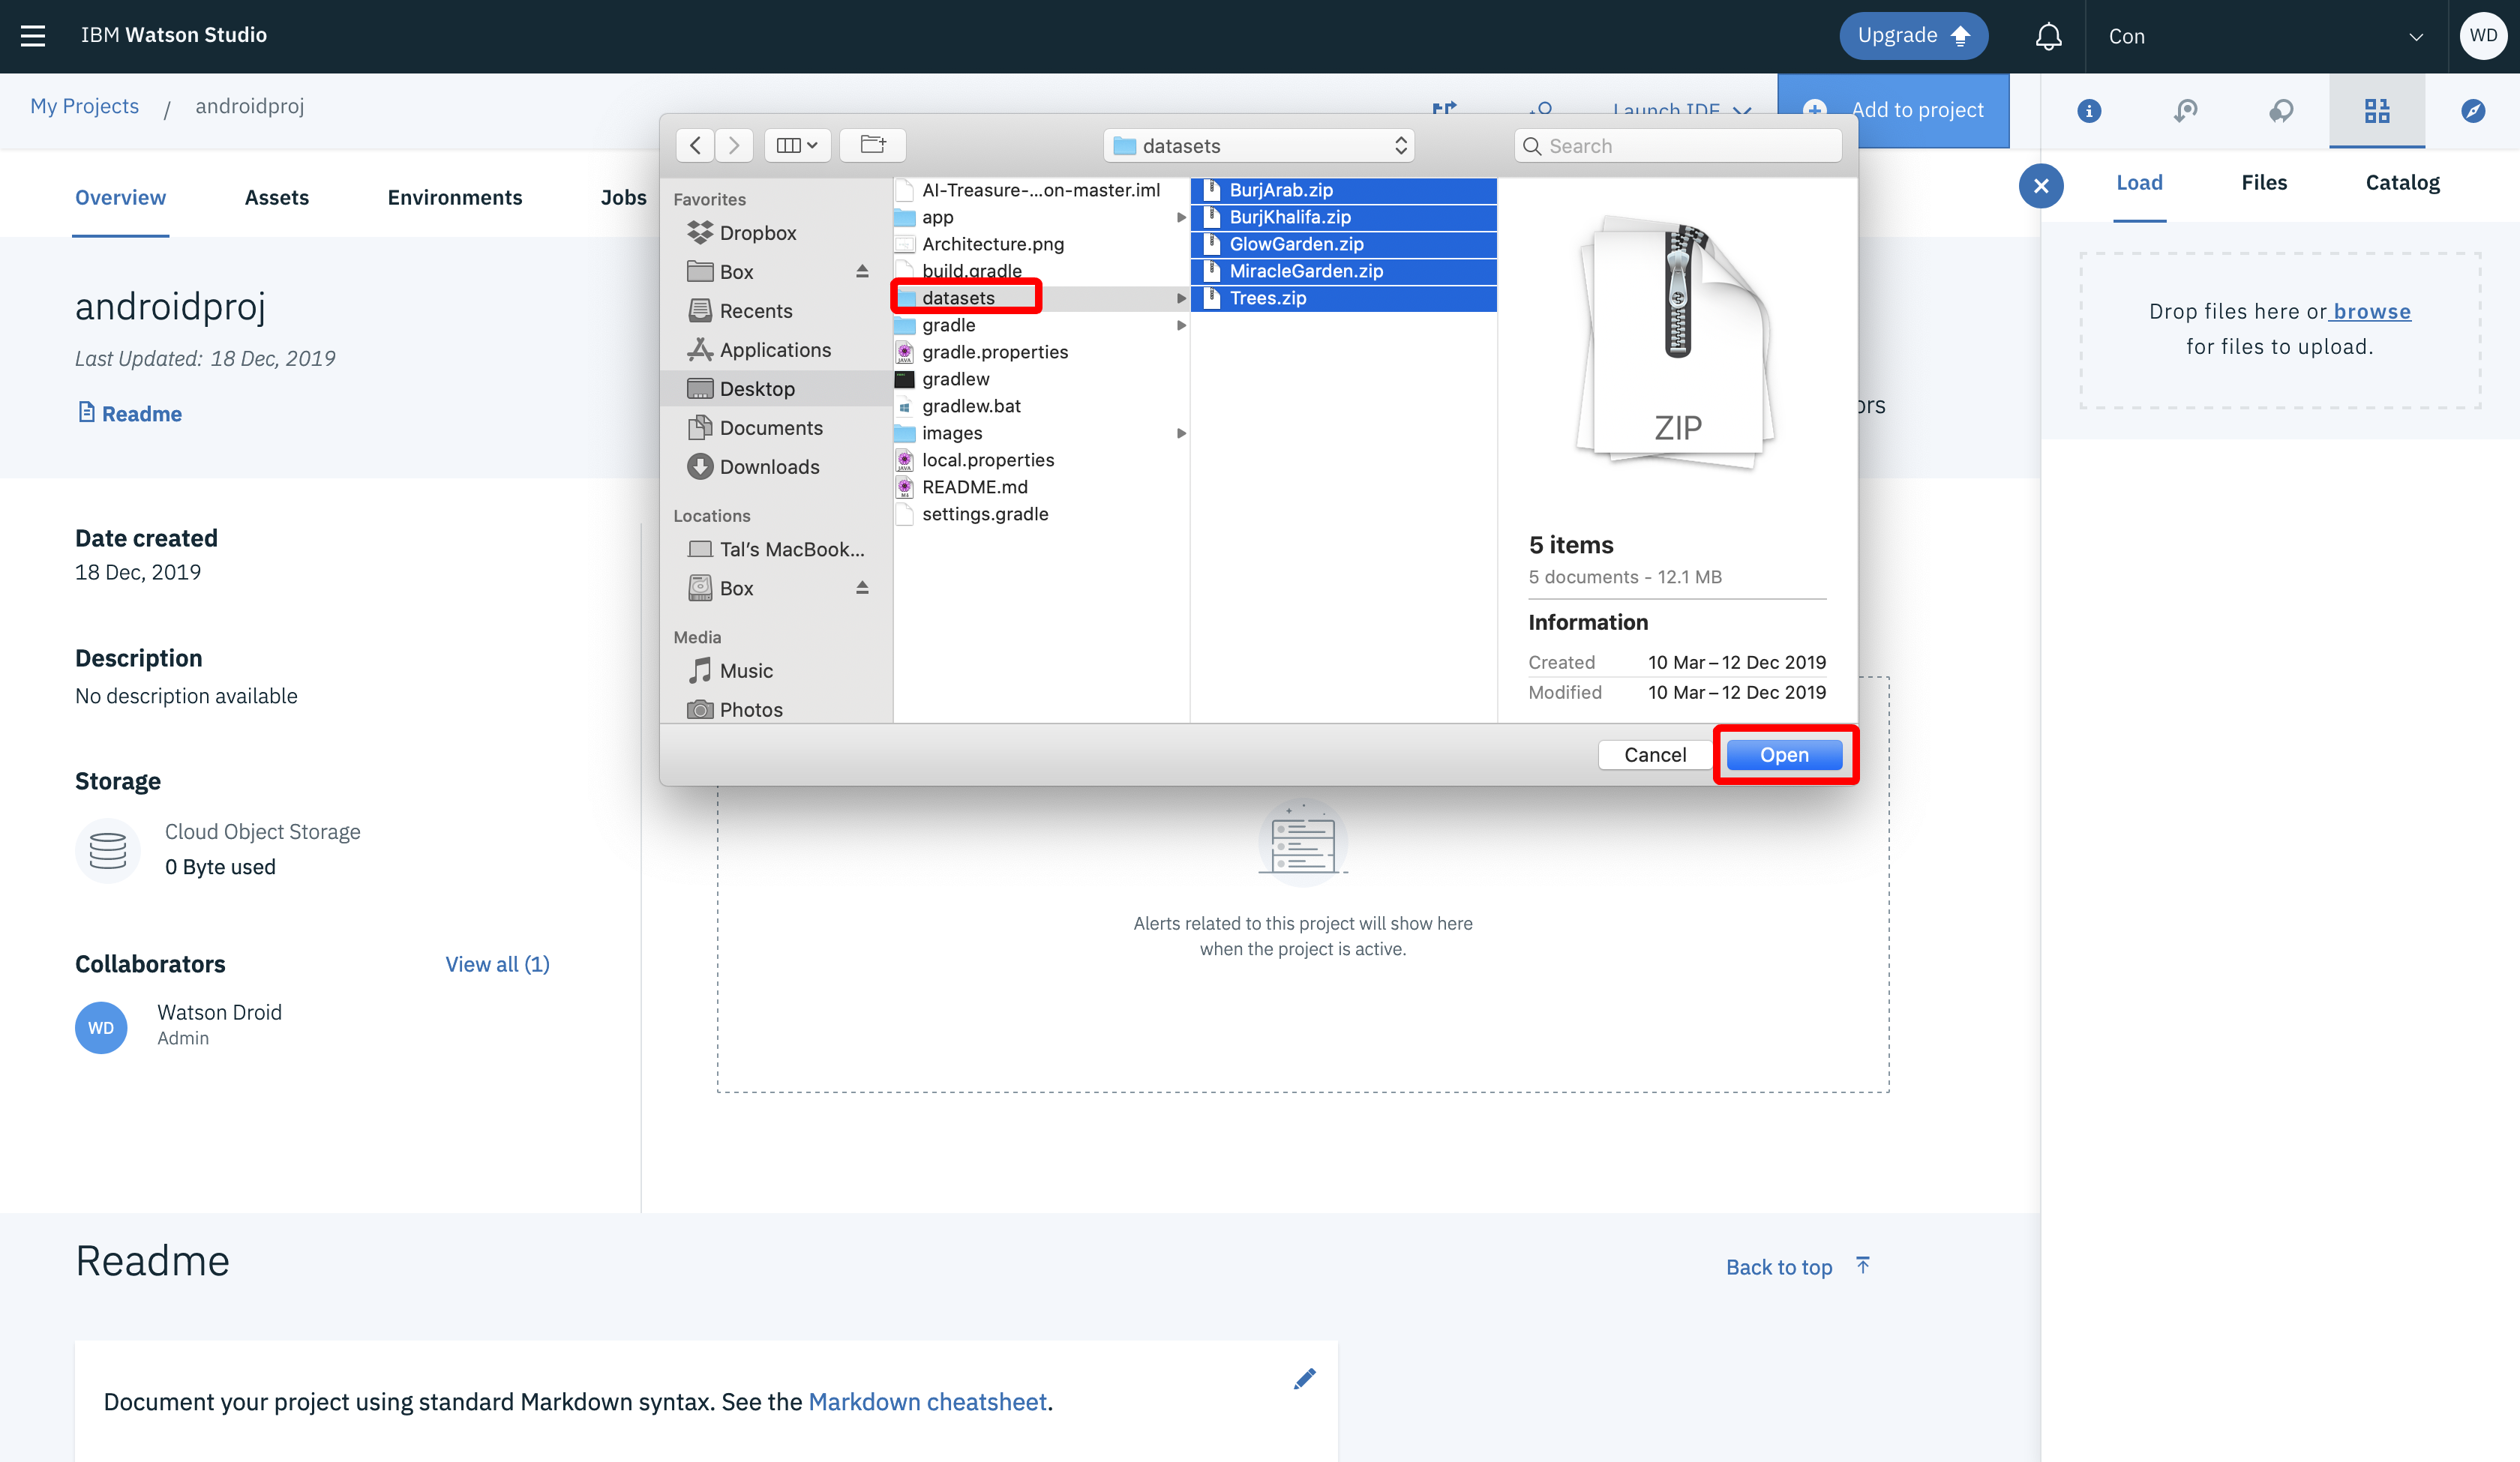 IBM Watson Studio
Upgrade
Con
WD
My Projects / androidproj
Launch IDE
Add to project
Overview
Assets
Environments
Jobs
androidproj
Last Updated: 18 Dec, 2019
Readme
Date created
18 Dec, 2019
Description
No description available
Storage
Cloud Object Storage
0 Byte used
Collaborators
View all (1)
WD
Watson Droid
Admin
datasets
Search
Favorites
Dropbox
Box
Recents
Applications
Desktop
Documents
Downloads
Locations
Tal's MacBook...
Box
Media
Music
Photos
AI-Treasure-...on-master.iml
app
Architecture.png
build.gradle
datasets
gradle
gradle.properties
gradlew
gradlew.bat
images
local.properties
README.md
settings.gradle
BurjArab.zip
BurjKhalifa.zip
GlowGarden.zip
MiracleGarden.zip
Trees.zip
ZIP
5 items
5 documents - 12.1 MB
Information
Created 10 Mar – 12 Dec 2019
Modified 10 Mar – 12 Dec 2019
Cancel
Open
Load
Files
Catalog
Drop files here or browse
for files to upload.
Alerts related to this project will show here
when the project is active.
Readme
Back to top
Document your project using standard Markdown syntax. See the Markdown cheatsheet.